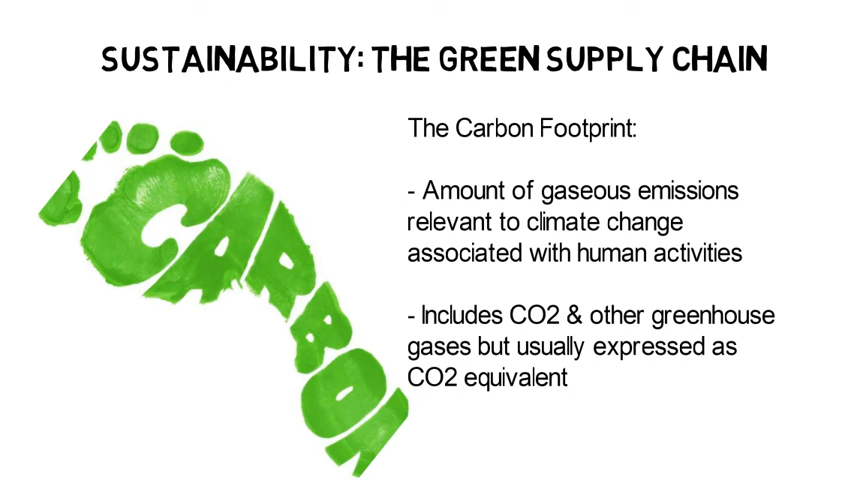 SUSTAINABILITY: THE GREEN SUPPLY CHAIN
The Carbon Footprint:
- Amount of gaseous emissions
relevant to climate change
associated with human activities
- Includes CO2 & other greenhouse
gases but usually expressed as
CO2 equivalent
CARBON